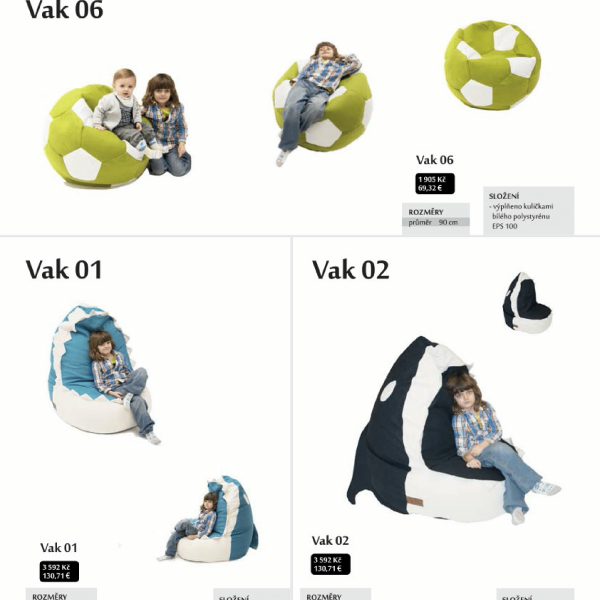 Vak 06
Vak 06
1 905 Kč
69,32 €
ROZMĚRY
průměr 90 cm
SLOŽENÍ
- výplněno kuličkami
bílého polystyrénu
EPS 100
Vak 01
Vak 02
Vak 01
3 592 Kč
130,71 €
ROZMĚRY
SLOŽENÍ
Vak 02
3 592 Kč
130,71 €
ROZMĚRY
SLOŽENÍ